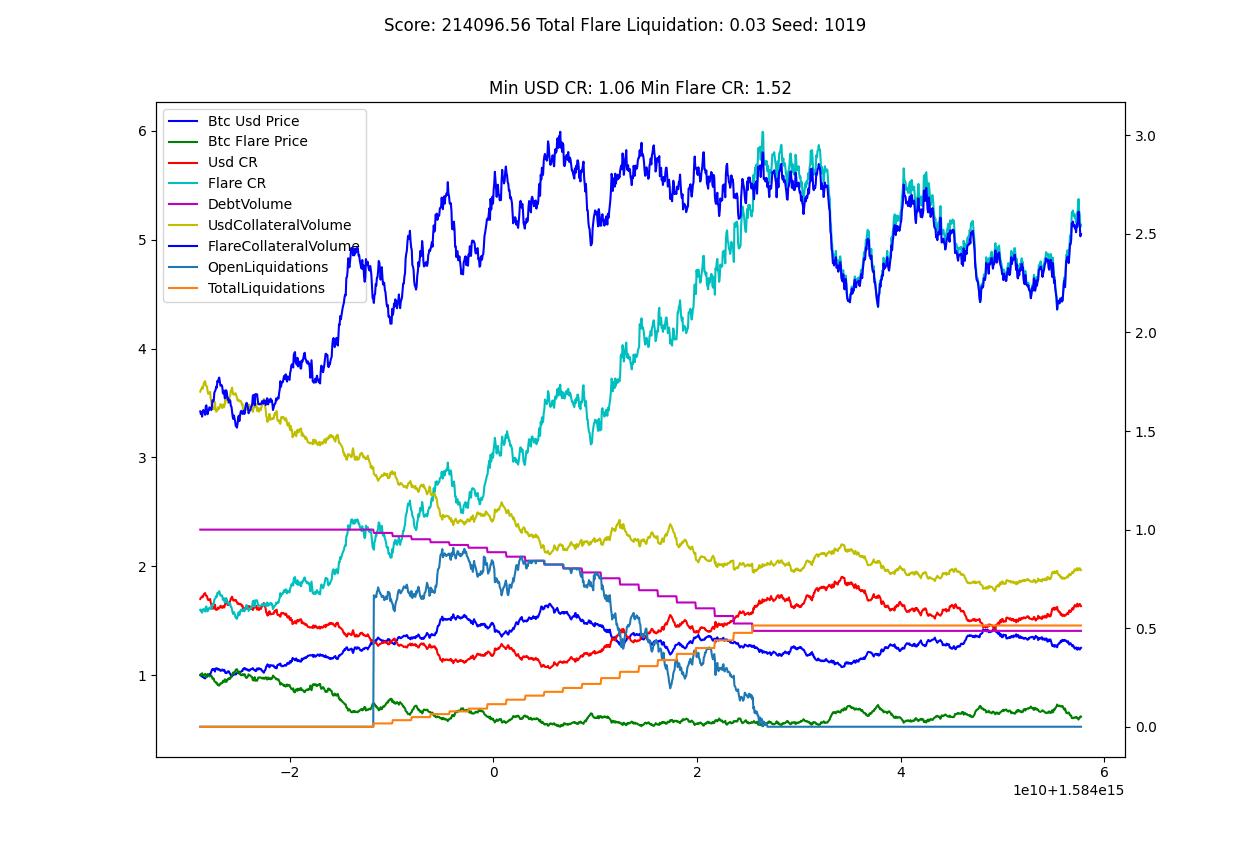 Score: 214096.56 Total Flare Liquidation: 0.03 Seed: 1019
Min USD CR: 1.06 Min Flare CR: 1.52
Btc Usd Price
Btc Flare Price
Usd CR
Flare CR
DebtVolume
UsdCollateralVolume
FlareCollateralVolume
OpenLiquidations
TotalLiquidations
6
5
4
3
2
1
3.0
2.5
2.0
1.5
1.0
0.5
0.0
−2
0
2
4
6
1e10+1.584e15